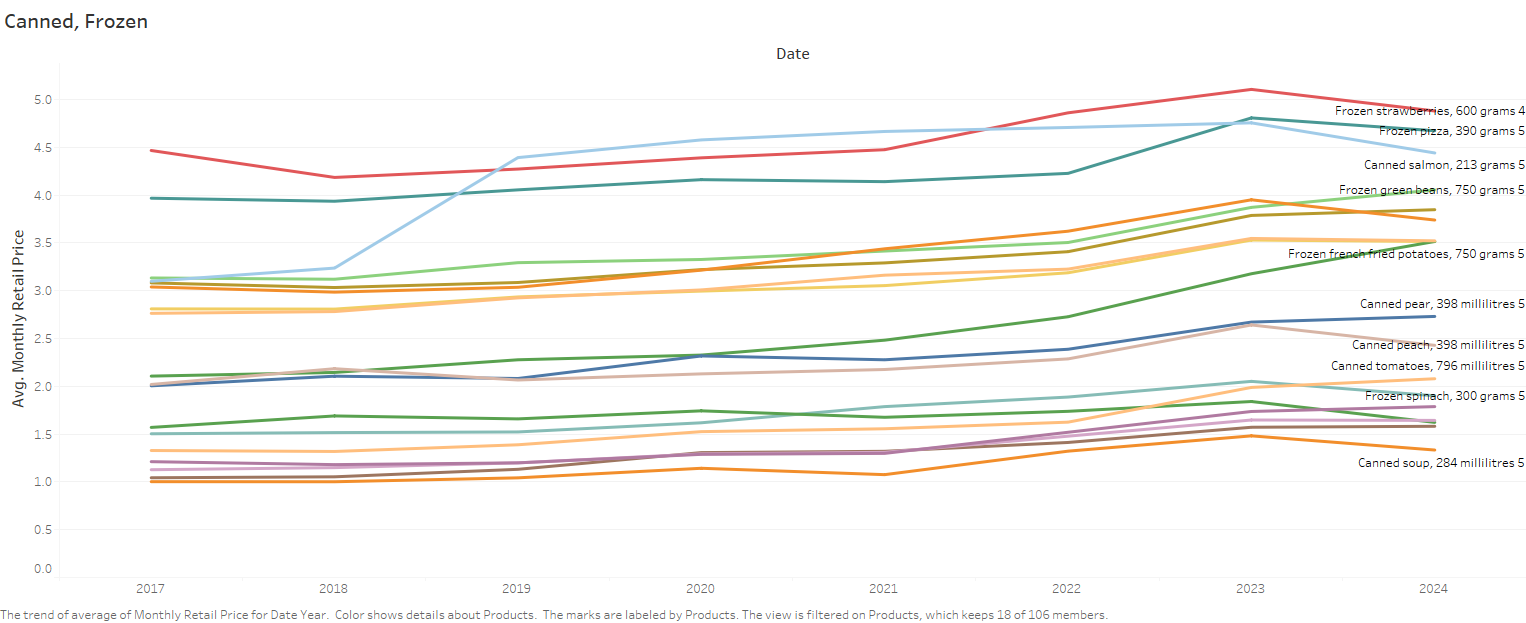 Canned, Frozen
Date
Avg. Monthly Retail Price
5.0
4.5
4.0
3.5
3.0
2.5
2.0
1.5
1.0
0.5
0.0
Frozen strawberries, 600 grams 4
Frozen pizza, 390 grams 5
Canned salmon, 213 grams 5
Frozen green beans, 750 grams 5
Frozen french fried potatoes, 750 grams 5
Canned pear, 398 millilitres 5
Canned peach, 398 millilitres 5
Canned tomatoes, 796 millilitres 5
Frozen spinach, 300 grams 5
Canned soup, 284 millilitres 5
2017 2018 2019 2020 2021 2022 2023 2024
The trend of average of Monthly Retail Price for Date Year. Color shows details about Products. The marks are labeled by Products. The view is filtered on Products, which keeps 18 of 106 members.